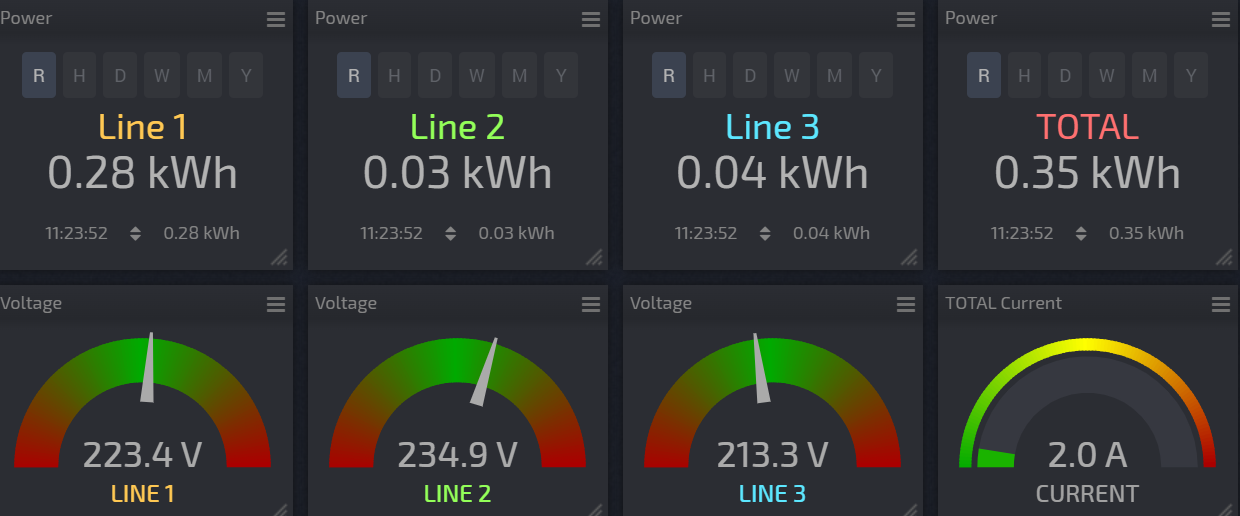 Power
R H D W M Y
Line 1
0.28 kWh
11:23:52 0.28 kWh
Power
R H D W M Y
Line 2
0.03 kWh
11:23:52 0.03 kWh
Power
R H D W M Y
Line 3
0.04 kWh
11:23:52 0.04 kWh
Power
R H D W M Y
TOTAL
0.35 kWh
11:23:52 0.35 kWh
Voltage
223.4 V
LINE 1
Voltage
234.9 V
LINE 2
Voltage
213.3 V
LINE 3
TOTAL Current
2.0 A
CURRENT